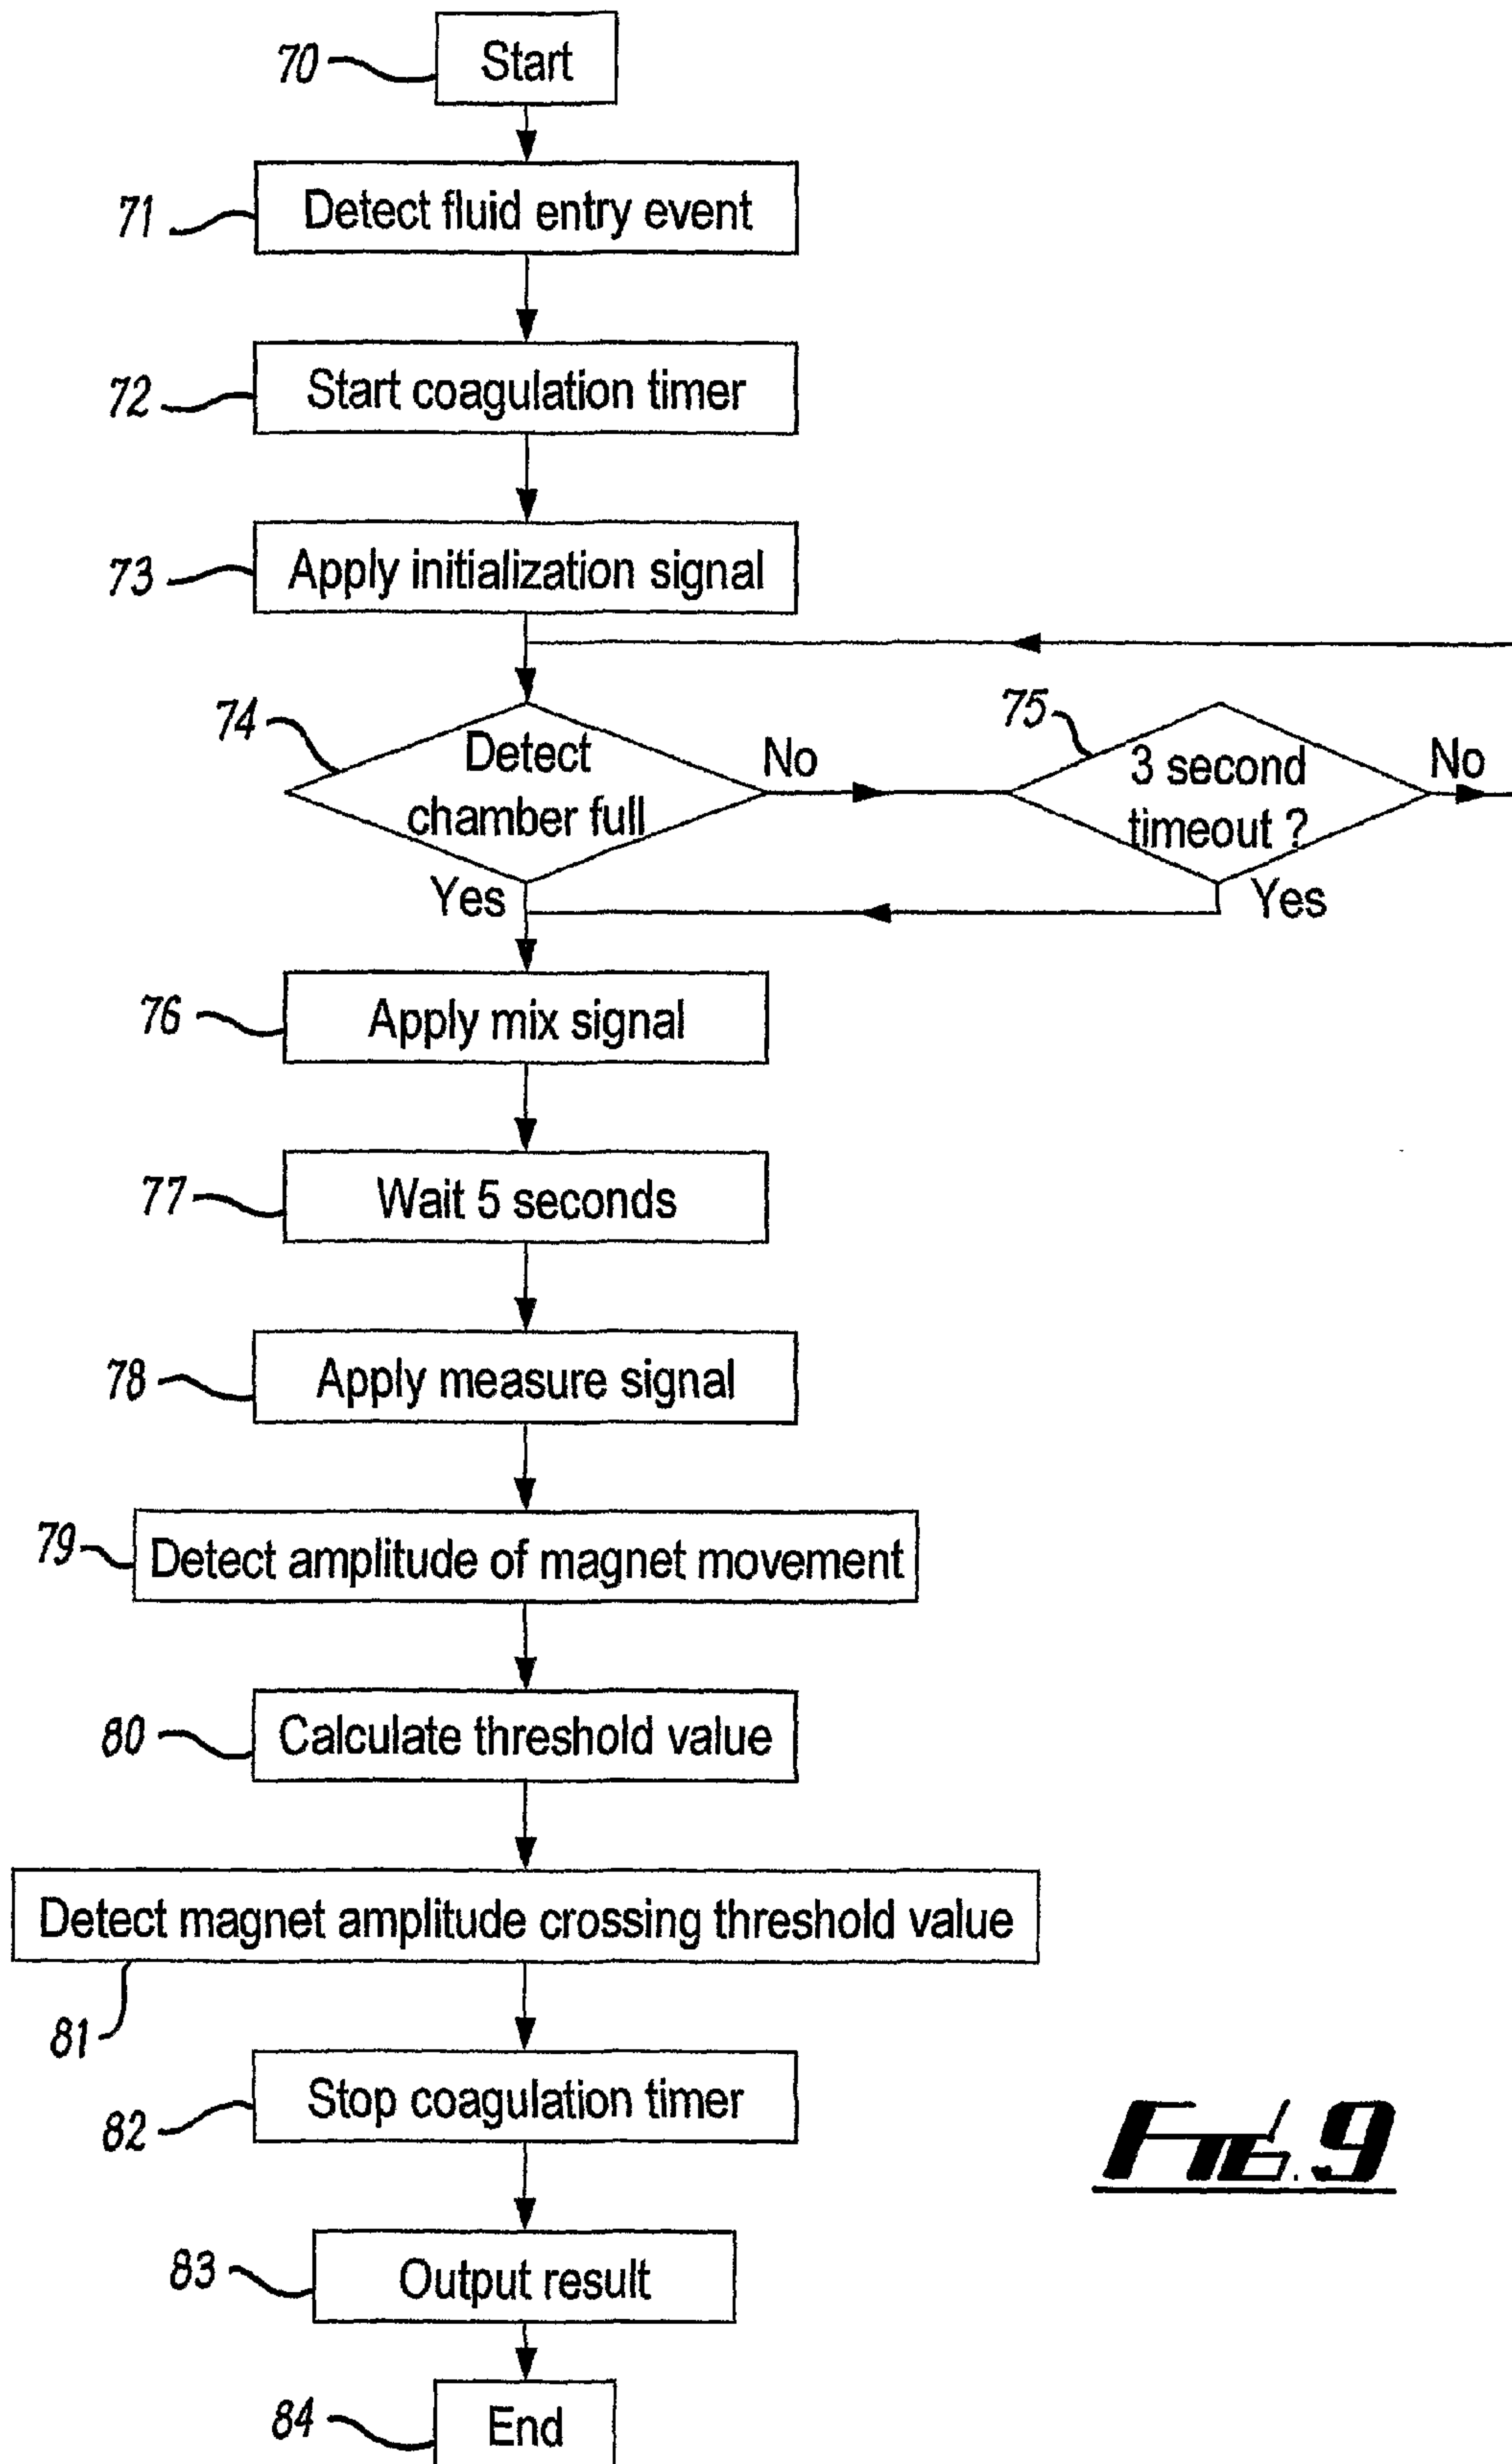 70
Start
71
Detect fluid entry event
72
Start coagulation timer
73
Apply initialization signal
74
Detect
chamber full
No
75
3 second
timeout ?
No
Yes
Yes
76
Apply mix signal
77
Wait 5 seconds
78
Apply measure signal
79
Detect amplitude of magnet movement
80
Calculate threshold value
Detect magnet amplitude crossing threshold value
81
Stop coagulation timer
82
FIG. 9
83
Output result
84
End